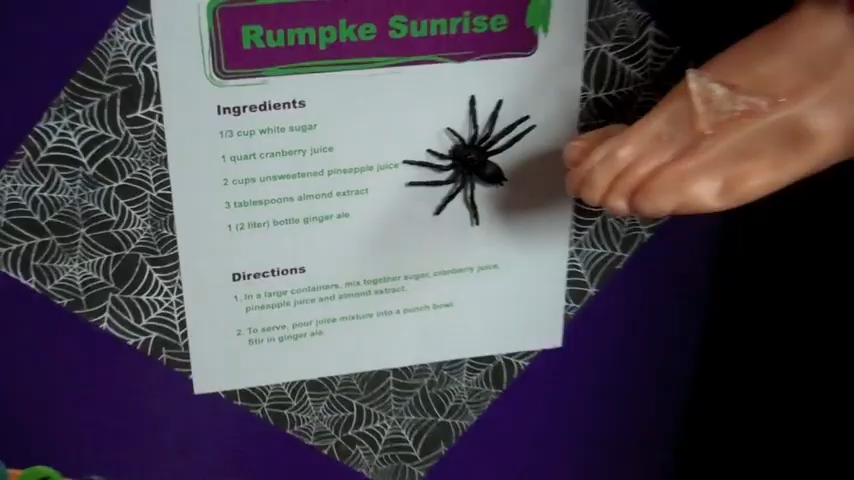 Rumpke Sunrise
Ingredients
1/3 cup white sugar
1 quart cranberry juice
2 cups unsweetened pineapple juice
3 tablespoons almond extract
1 (2 liter) bottle ginger ale
Directions
1. In a large containers, mix together sugar, cranberry juice,
pineapple juice and almond extract.
2. To serve, pour juice mixture into a punch bowl.
Stir in ginger ale.